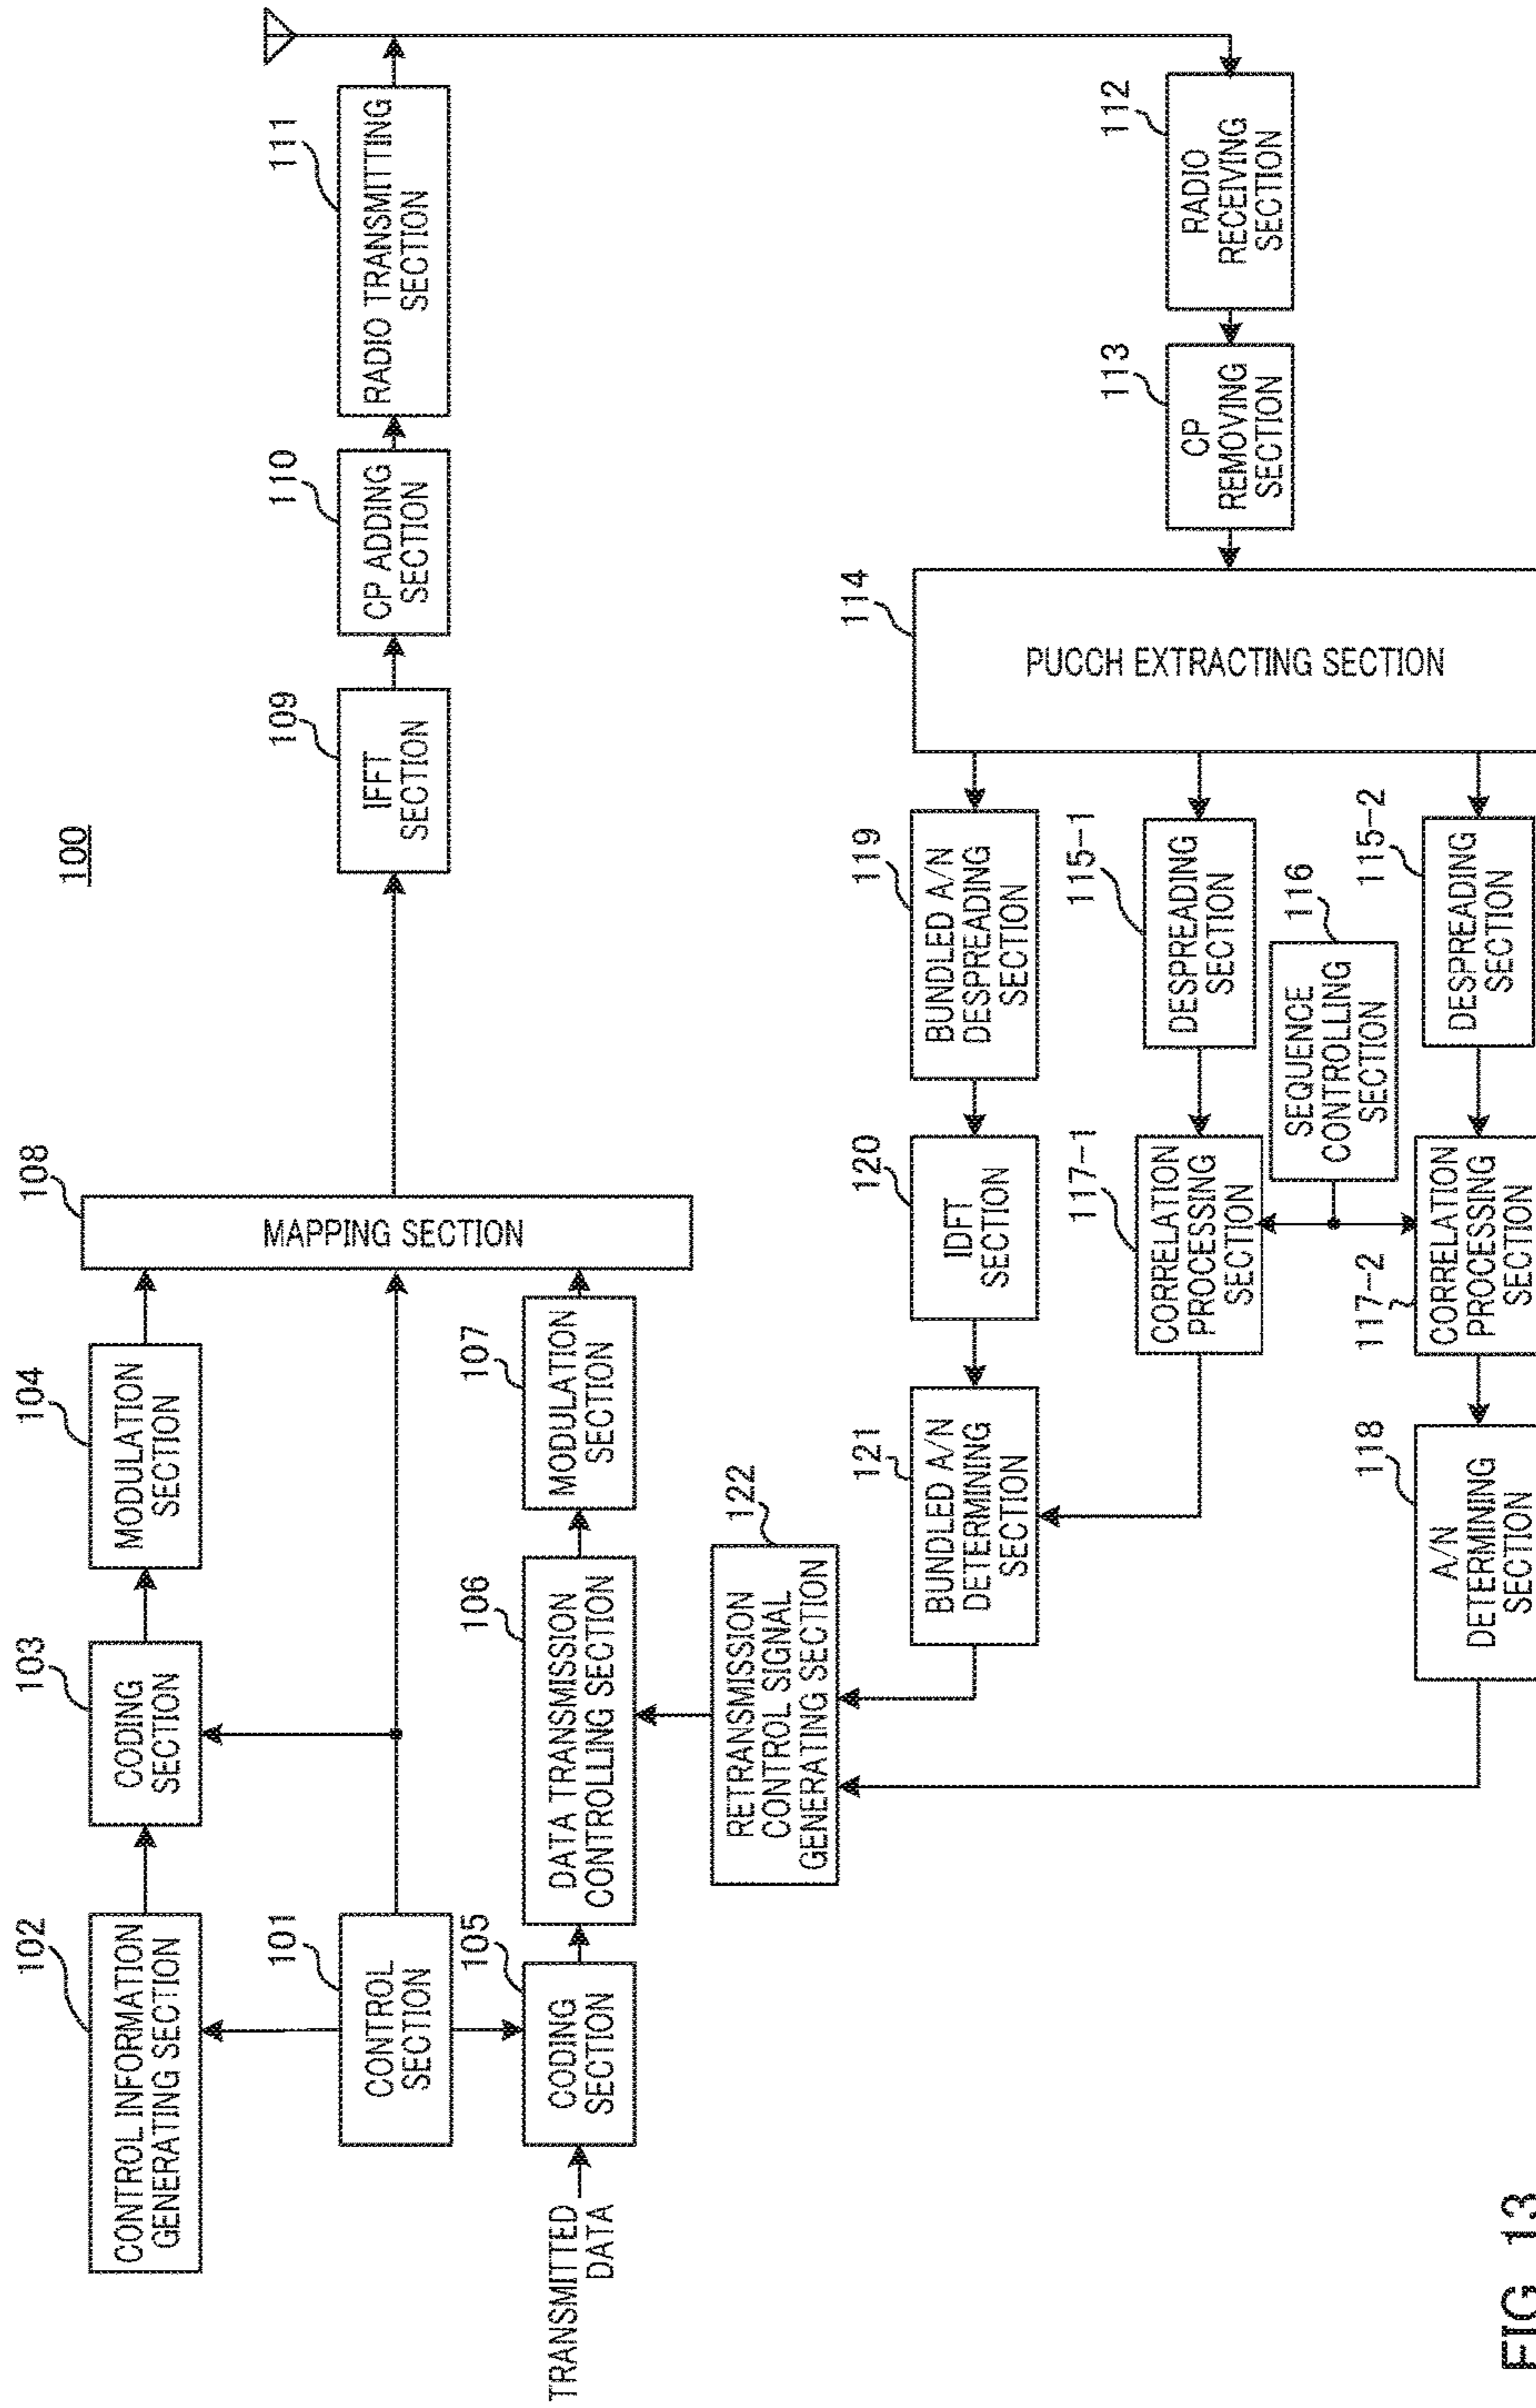 100
102
CONTROL INFORMATION
GENERATING SECTION
103
CODING
SECTION
104
MODULATION
SECTION
108
MAPPING SECTION
109
IFFT
SECTION
110
CP ADDING
SECTION
111
RADIO TRANSMITTING
SECTION
101
CONTROL
SECTION
TRANSMITTED
DATA
105
CODING
SECTION
106
DATA TRANSMISSION
CONTROLLING SECTION
107
MODULATION
SECTION
122
RETRANSMISSION
CONTROL SIGNAL
GENERATING SECTION
121
BUNDLED A/N
DETERMINING
SECTION
120
IDFT
SECTION
119
BUNDLED A/N
DESPREADING
SECTION
114
PUCCH EXTRACTING SECTION
113
CP
REMOVING
SECTION
112
RADIO
RECEIVING
SECTION
117-1
CORRELATION
PROCESSING
SECTION
115-1
DESPREADING
SECTION
116
SEQUENCE
CONTROLLING
SECTION
118
A/N
DETERMINING
SECTION
117-2
CORRELATION
PROCESSING
SECTION
115-2
DESPREADING
SECTION
FIG. 13